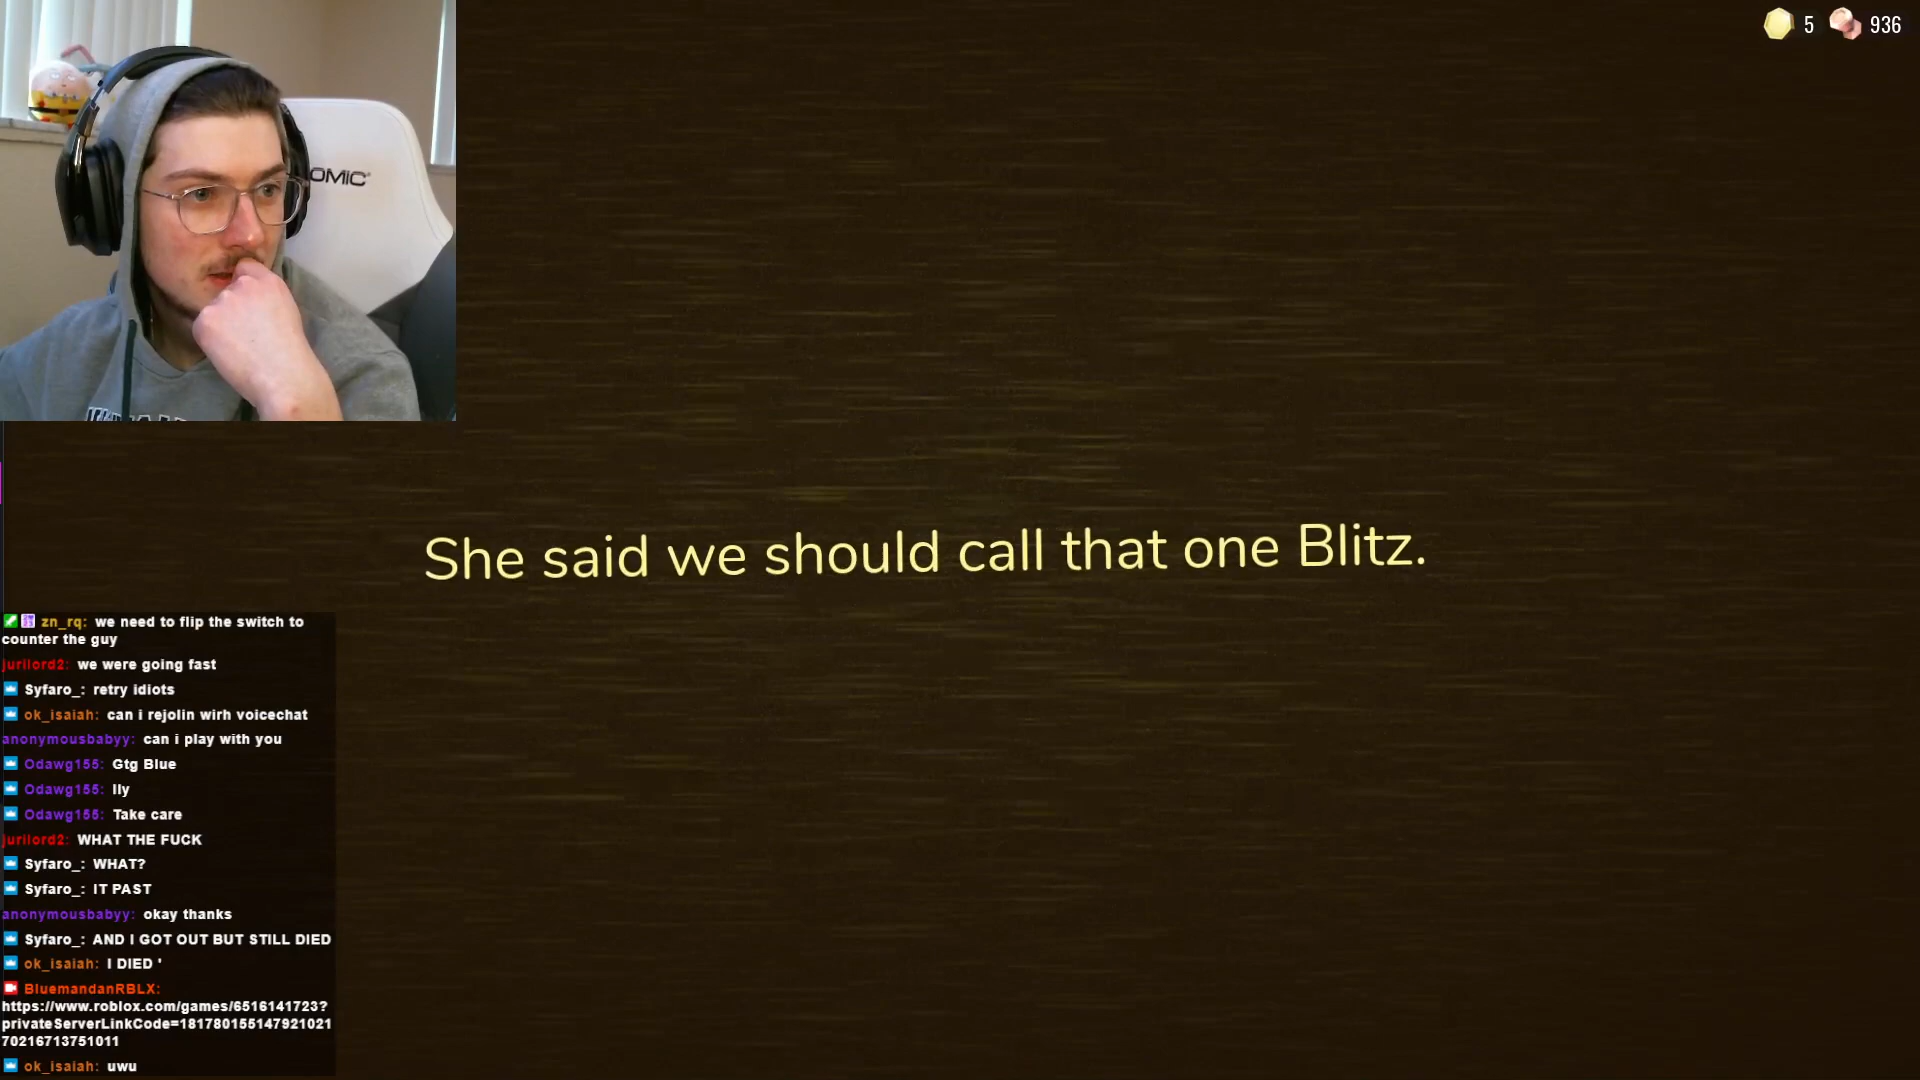 5 936
OMIC
She said we should call that one Blitz.
zn_rq: we need to flip the switch to
counter the guy
jurilord2: we were going fast
Syfaro_: retry idiots
ok_isaiah: can i rejolin wirh voicechat
anonymousbabyy: can i play with you
Odawg155: Gtg Blue
Odawg155: Ily
Odawg155: Take care
jurilord2: WHAT THE FUCK
Syfaro_: WHAT?
Syfaro_: IT PAST
anonymousbabyy: okay thanks
Syfaro_: AND I GOT OUT BUT STILL DIED
ok_isaiah: I DIED '
BluemandanRBLX:
https://www.roblox.com/games/6516141723?
privateServerLinkCode=181780155147921021
70216713751011
ok_isaiah: uwu